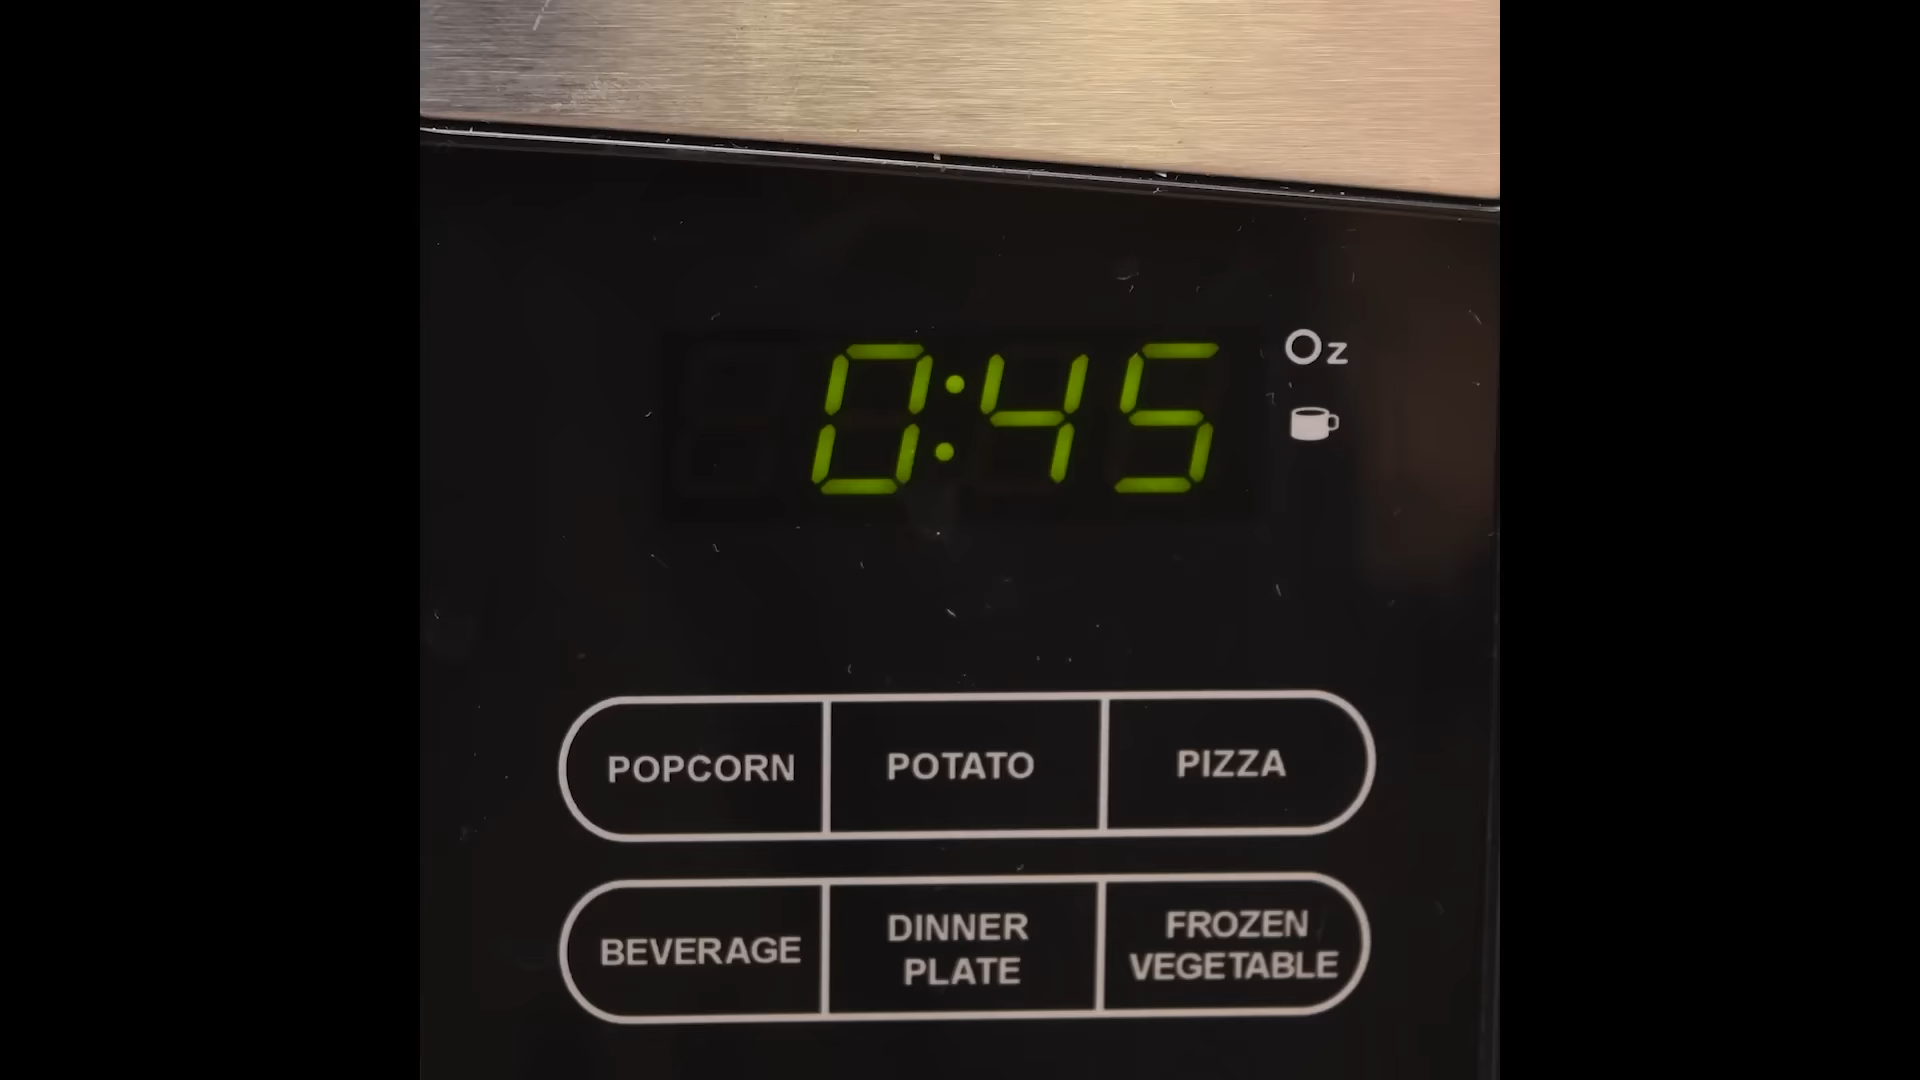 0:45
Oz
POPCORN
POTATO
PIZZA
BEVERAGE
DINNER
PLATE
FROZEN
VEGETABLE